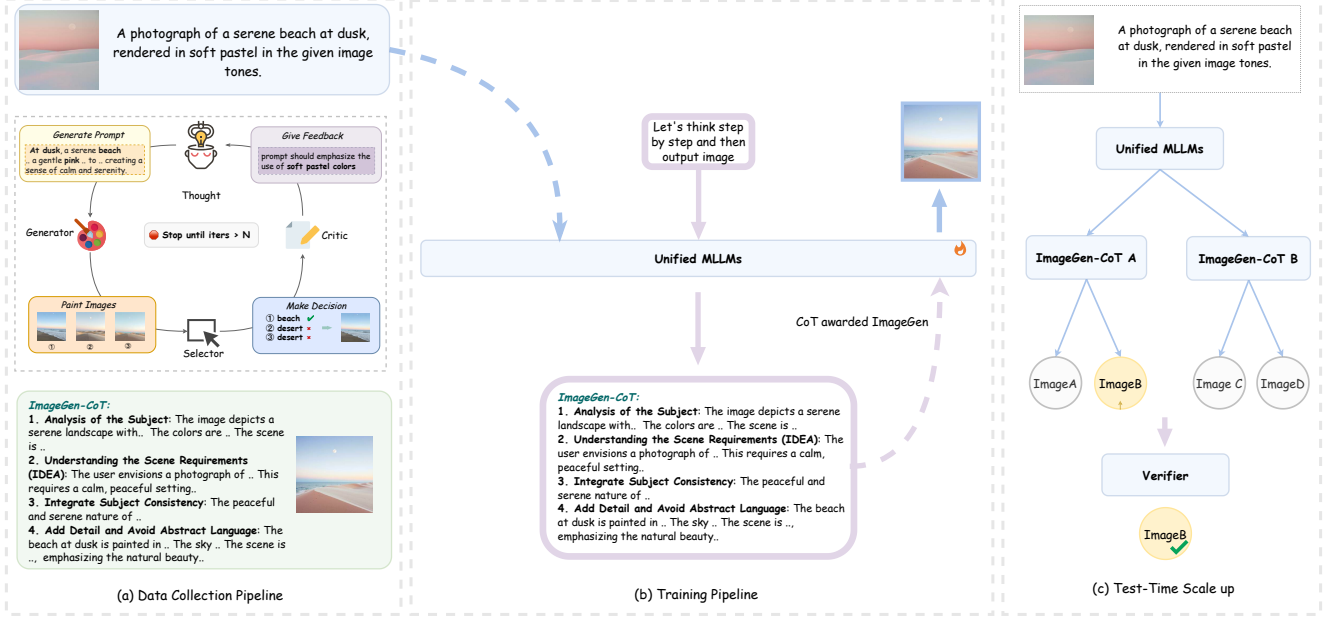 A photograph of a serene beach at dusk,
rendered in soft pastel in the given image
tones.
Generate Prompt
At dusk, a serene beach
.. a gentle pink .. to .. creating a
sense of calm and serenity.
Thought
Give Feedback
prompt should emphasize the
use of soft pastel colors
Generator
Stop until iters > N
Critic
Paint Images
① ② ③
Selector
Make Decision
① beach ✔
② desert ×
③ desert ×
ImageGen-CoT:
1. Analysis of the Subject: The image depicts a
serene landscape with.. The colors are .. The scene
is ..
2. Understanding the Scene Requirements
(IDEA): The user envisions a photograph of .. This
requires a calm, peaceful setting..
3. Integrate Subject Consistency: The peaceful
and serene nature of ..
4. Add Detail and Avoid Abstract Language: The
beach at dusk is painted in .. The sky .. The scene is
.., emphasizing the natural beauty..
(a) Data Collection Pipeline
Let's think step
by step and then
output image
Unified MLLMs
CoT awarded ImageGen
ImageGen-CoT:
1. Analysis of the Subject: The image depicts a serene
landscape with.. The colors are .. The scene is ..
2. Understanding the Scene Requirements (IDEA): The
user envisions a photograph of .. This requires a calm,
peaceful setting..
3. Integrate Subject Consistency: The peaceful and
serene nature of ..
4. Add Detail and Avoid Abstract Language: The beach
at dusk is painted in .. The sky .. The scene is ..,
emphasizing the natural beauty..
(b) Training Pipeline
A photograph of a serene beach
at dusk, rendered in soft pastel
in the given image tones.
Unified MLLMs
ImageGen-CoT A
ImageGen-CoT B
ImageA
ImageB
Image C
ImageD
Verifier
ImageB
(c) Test-Time Scale up